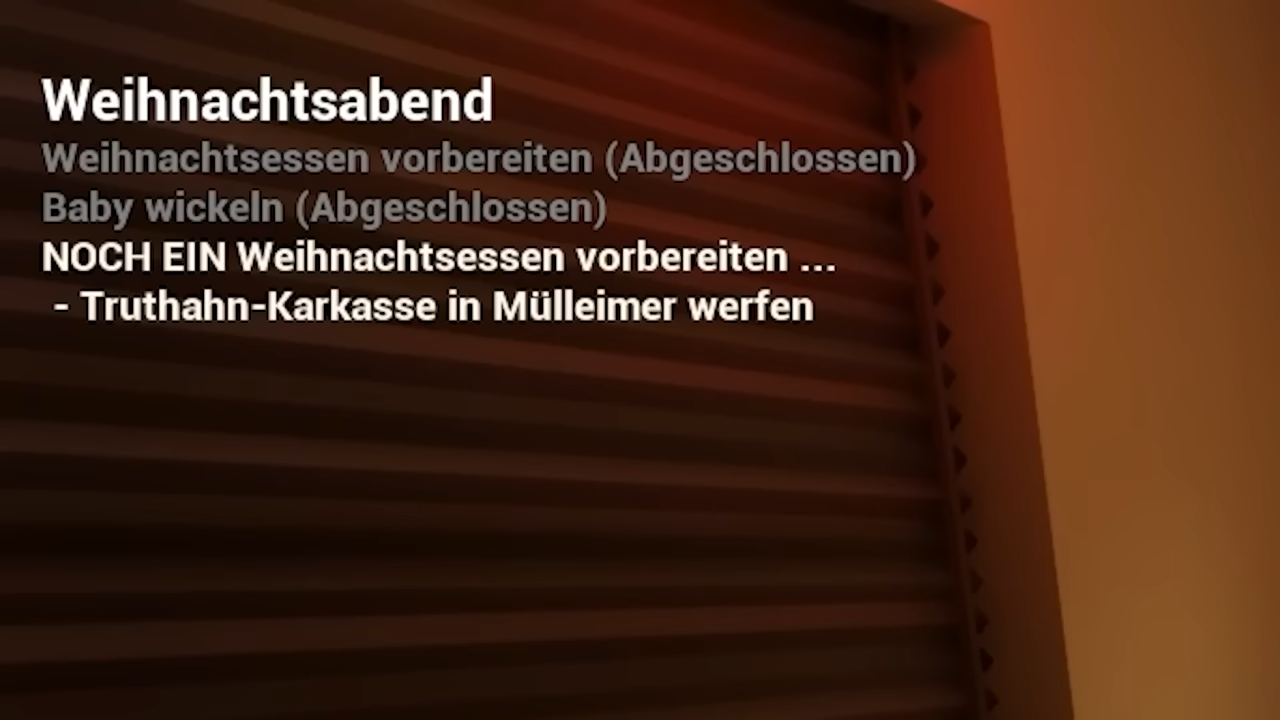 Weihnachtsabend
Weihnachtsessen vorbereiten (Abgeschlossen)
Baby wickeln (Abgeschlossen)
NOCH EIN Weihnachtsessen vorbereiten ...
- Truthahn-Karkasse in Mülleimer werfen